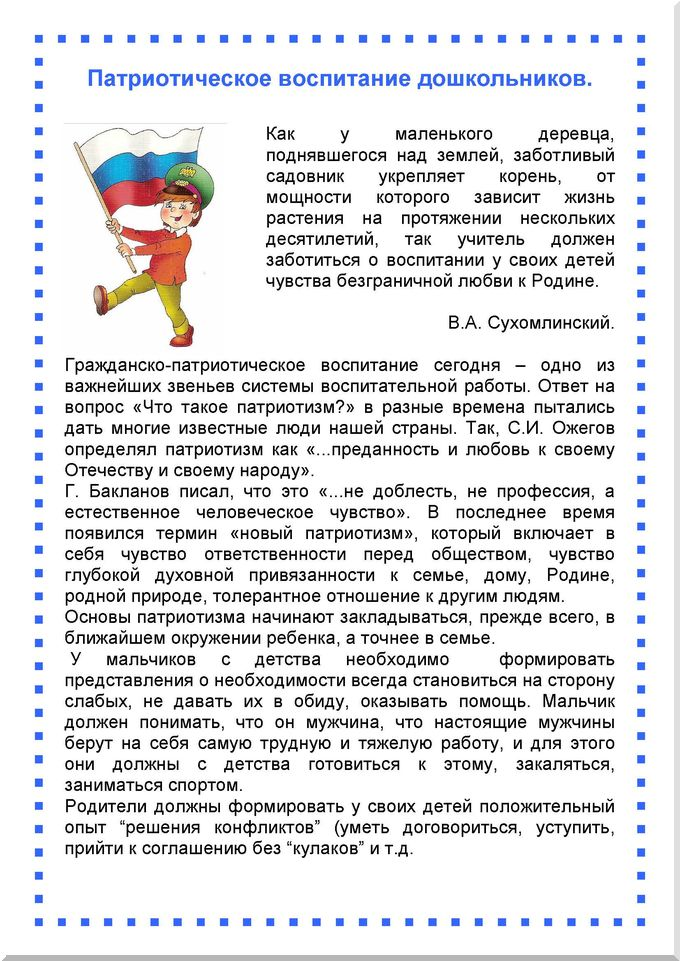 Патриотическое воспитание дошкольников.
Как у маленького деревца,
поднявшегося над землей, заботливый
садовник укрепляет корень, от
мощности которого зависит жизнь
растения на протяжении нескольких
десятилетий, так учитель должен
заботиться о воспитании у своих детей
чувства безграничной любви к Родине.
В.А. Сухомлинский.
Гражданско-патриотическое воспитание сегодня – одно из
важнейших звеньев системы воспитательной работы. Ответ на
вопрос «Что такое патриотизм?» в разные времена пытались
дать многие известные люди нашей страны. Так, С.И. Ожегов
определял патриотизм как «...преданность и любовь к своему
Отечеству и своему народу».
Г. Бакланов писал, что это «...не доблесть, не профессия, а
естественное человеческое чувство». В последнее время
появился термин «новый патриотизм», который включает в
себя чувство ответственности перед обществом, чувство
глубокой духовной привязанности к семье, дому, Родине,
родной природе, толерантное отношение к другим людям.
Основы патриотизма начинают закладываться, прежде всего, в
ближайшем окружении ребенка, а точнее в семье.
У мальчиков с детства необходимо формировать
представления о необходимости всегда становиться на сторону
слабых, не давать их в обиду, оказывать помощь. Мальчик
должен понимать, что он мужчина, что настоящие мужчины
берут на себя самую трудную и тяжелую работу, и для этого
они должны с детства готовиться к этому, закаляться,
заниматься спортом.
Родители должны формировать у своих детей положительный
опыт “решения конфликтов” (уметь договориться, уступить,
прийти к соглашению без “кулаков” и т.д.